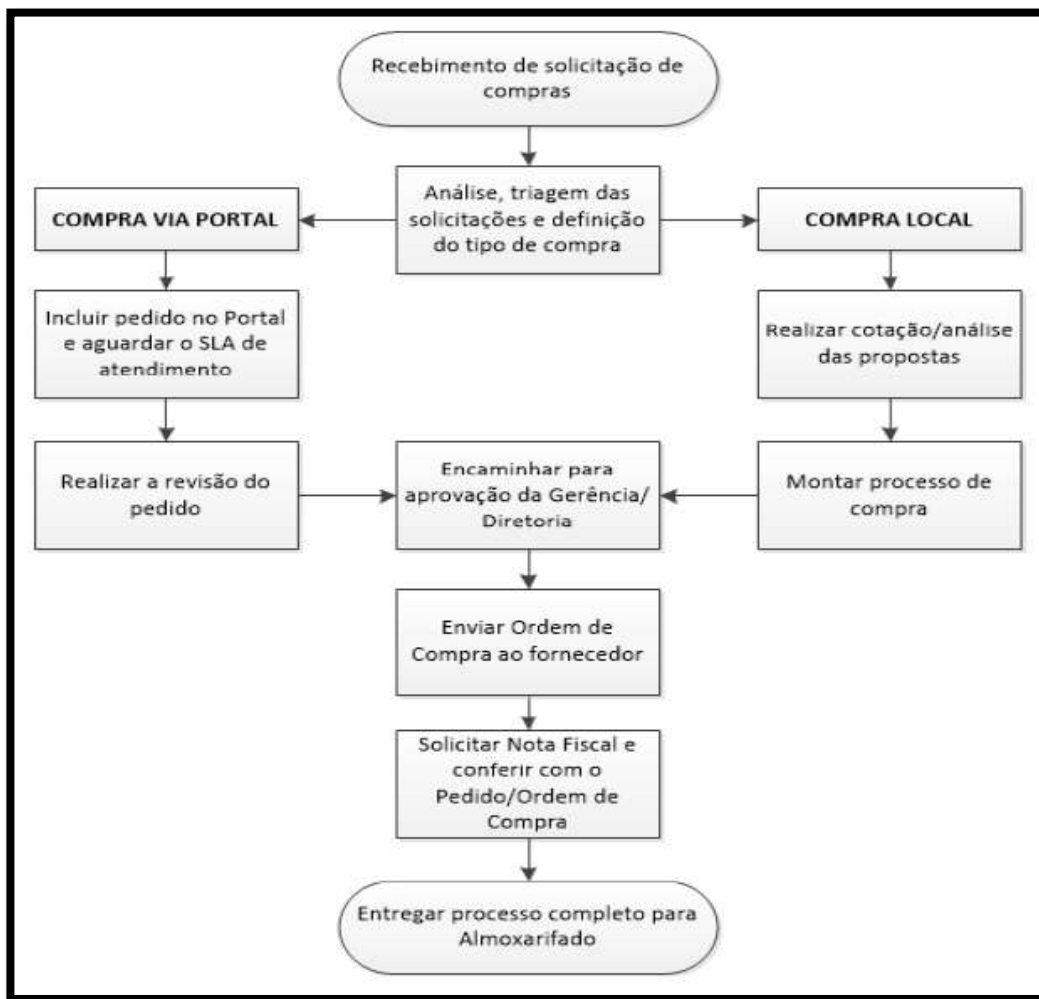 Recebimento de solicitação de
compras
Análise, triagem das
solicitações e definição
do tipo de compra
COMPRA VIA PORTAL
COMPRA LOCAL
Incluir pedido no Portal
e aguardar o SLA de
atendimento
Realizar cotação/análise
das propostas
Realizar a revisão do
pedido
Encaminhar para
aprovação da Gerência/
Diretoria
Montar processo de
compra
Enviar Ordem de
Compra ao fornecedor
Solicitar Nota Fiscal e
conferir com o
Pedido/Ordem de
Compra
Entregar processo completo para
Almoxarifado